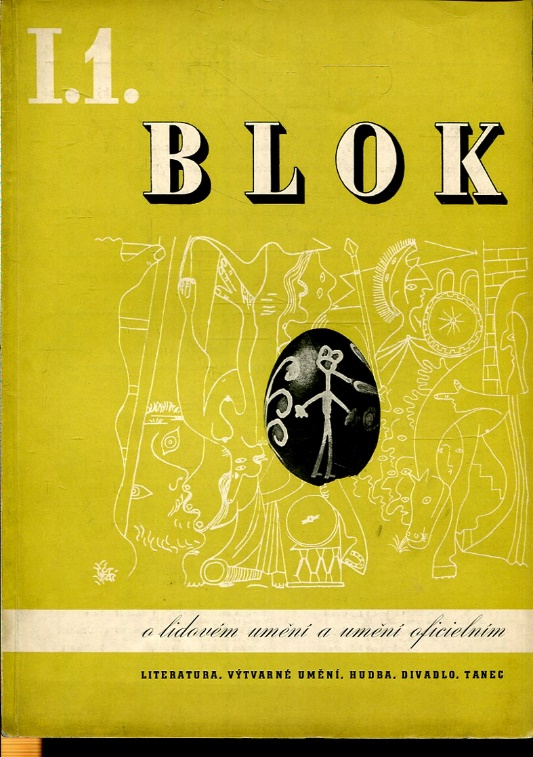 I.1.
BLOK
o lidovém umění a umění oficielním
LITERATURA, VÝTVARNÉ UMĚNÍ, HUDBA, DIVADLO, TANEC